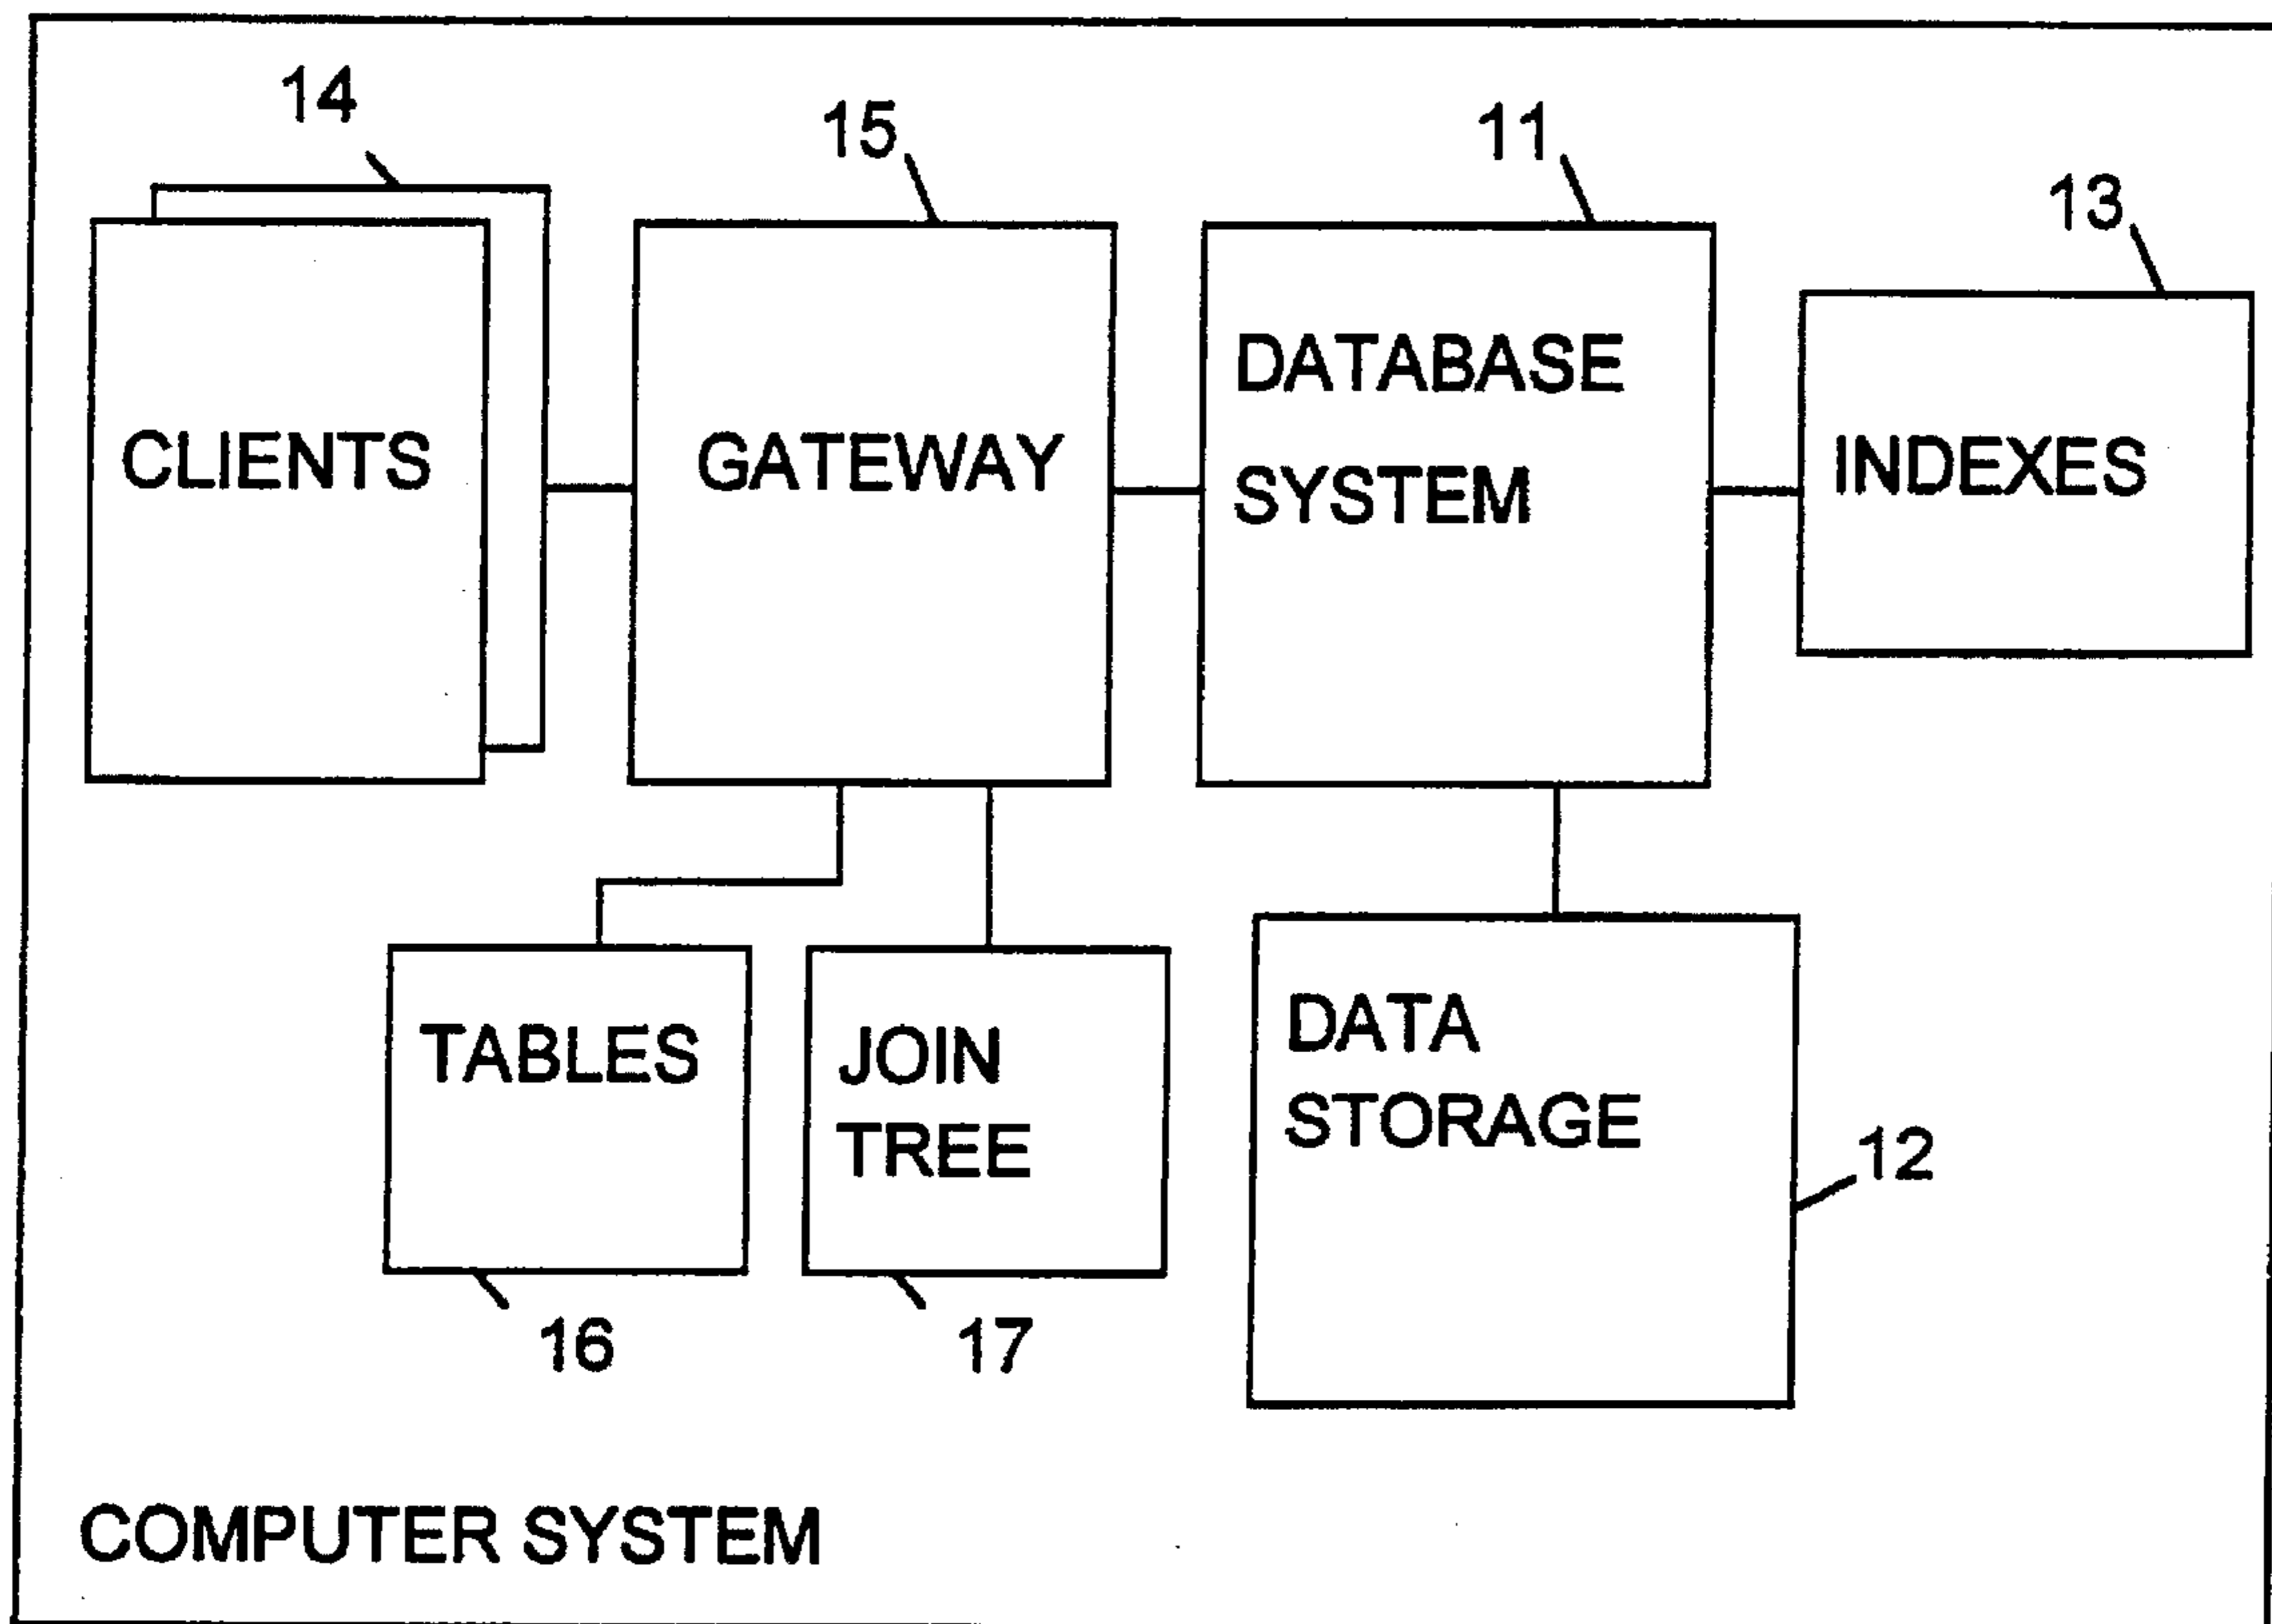 14
15
11
13
CLIENTS
GATEWAY
DATABASE
SYSTEM
INDEXES
TABLES
JOIN
TREE
DATA
STORAGE
12
16
17
COMPUTER SYSTEM